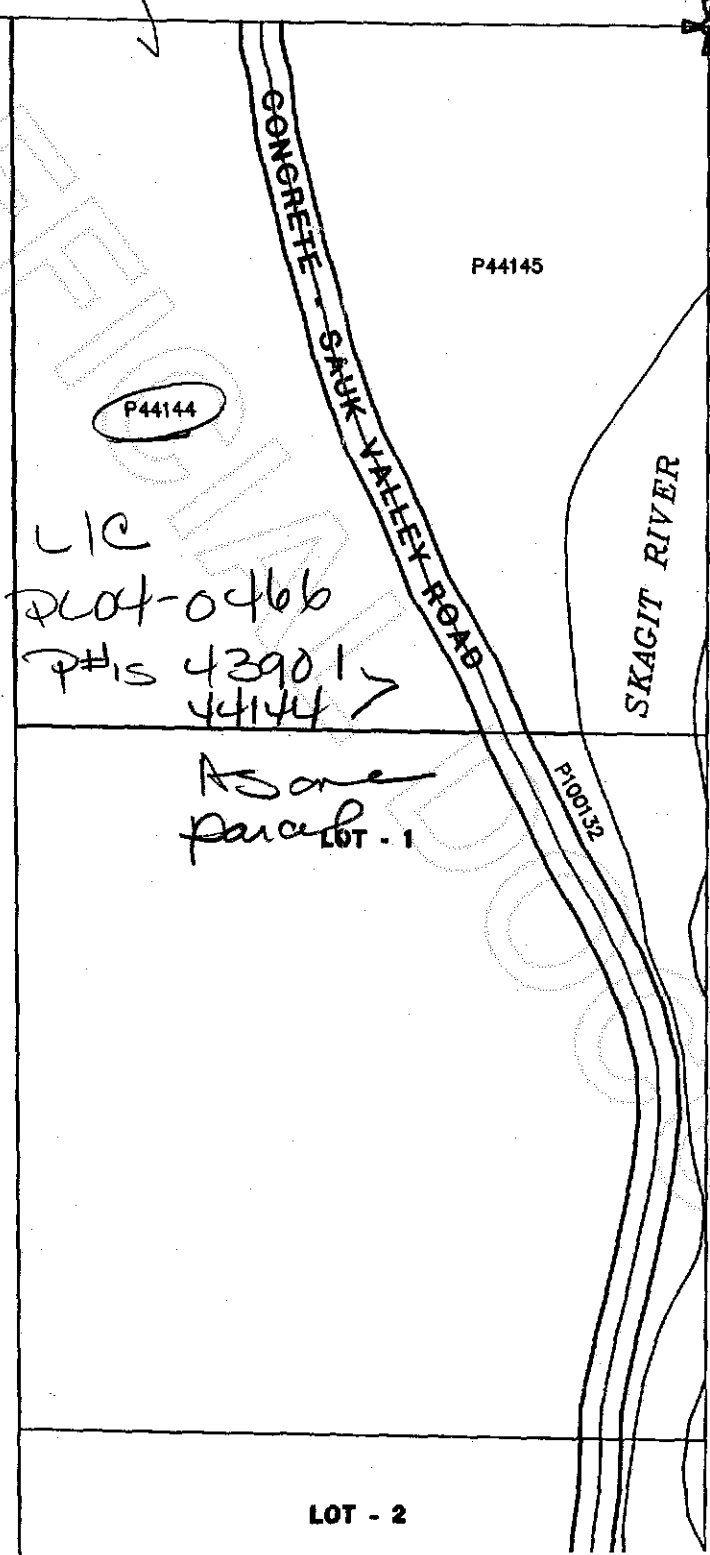 CONCRETE - SAUK VALLEY ROAD
P44145
P44144
SKAGIT RIVER
LIC
PL04-0466
P#'s 43901
44144 >
P100132
As one
parcel
LOT - 1
LOT - 2